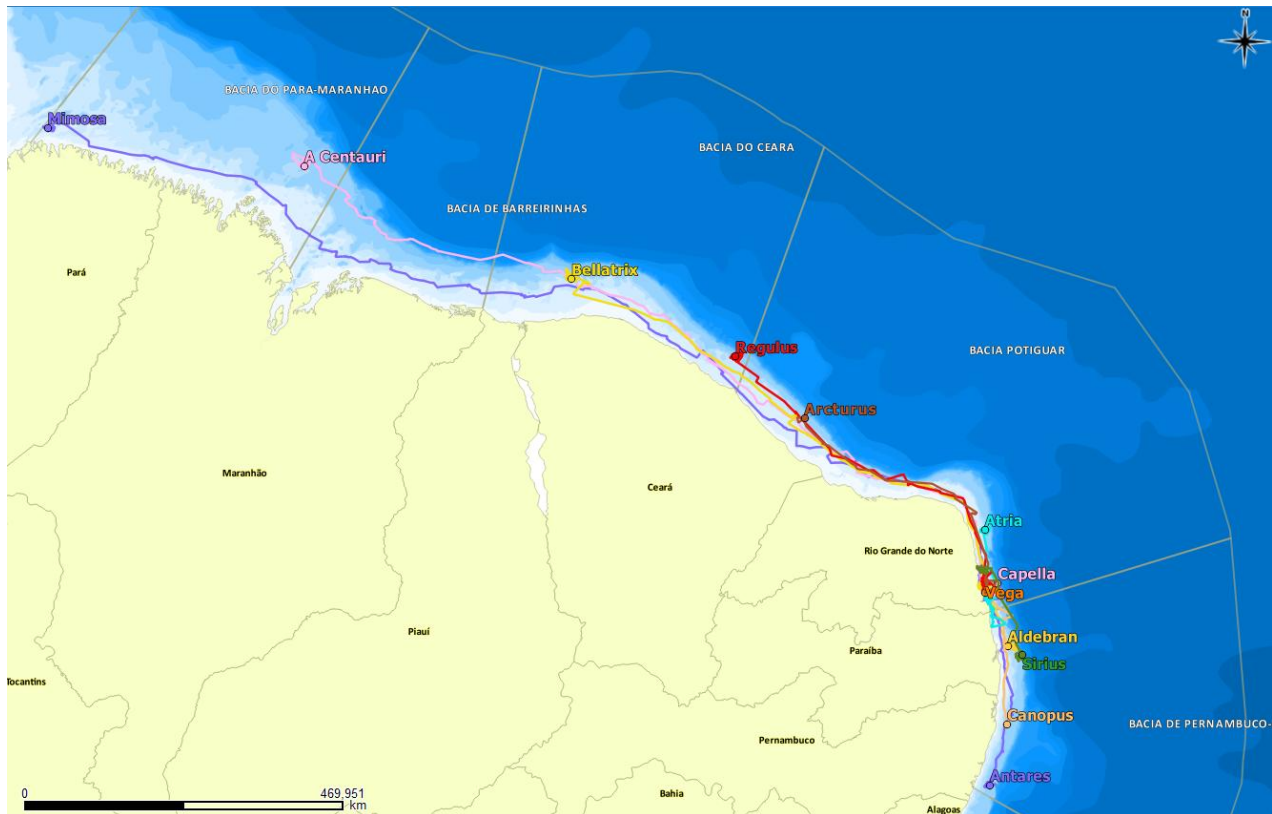 N
BACIA DO PARA-MARANHAO
Mimosa
BACIA DO CEARA
A Centauri
BACIA DE BARREIRINHAS
Pará
Bellatrix
Regulus
BACIA POTIGUAR
Arcturus
Maranhão
Ceará
Atria
Rio Grande do Norte
Capella
Vega
Piauí
Aldebran
Paraíba
Sirius
Tocantins
Canopus
BACIA DE PERNAMBUCO-
Pernambuco
Antares
Bahia
0 469,951
km
Alagoas